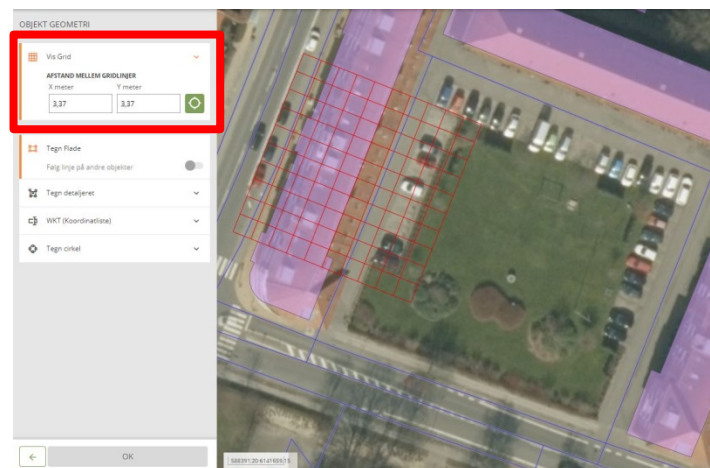 OBJEKT GEOMETRI
Vis Grid
AFSTAND MELLEM GRIDLINJER
X meter Y meter
3,37 3,37
Tegn Flade
Følg linje på andre objekter
Tegn detaljeret
WKT (Koordinatliste)
Tegn cirkel
OK